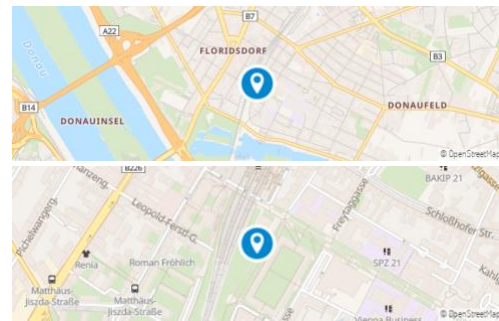 B7
A22
FLORIDSDORF
Donau
B3
B14
DONAUINSEL
DONAUFELD
© OpenStreetMap
B226
BAKIP 21
Pichelwangerg.
Leopold-Ferstl-G.
Freytaggasse
Schloßhofer Str.
Renia
Roman Fröhlich
SPZ 21
Matthäus-
Jiszda-Straße
Matthäus-
Jiszda-Straße
Vienna Business
© OpenStreetMap